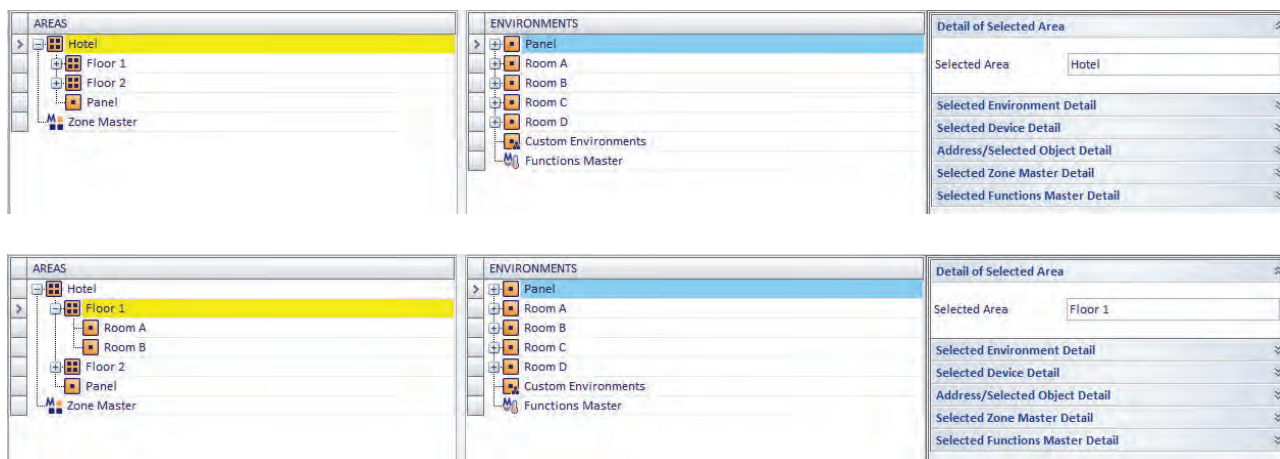 AREAS
Hotel
Floor 1
Floor 2
Panel
Zone Master
ENVIRONMENTS
Panel
Room A
Room B
Room C
Room D
Custom Environments
Functions Master
Detail of Selected Area
Selected Area Hotel
Selected Environment Detail
Selected Device Detail
Address/Selected Object Detail
Selected Zone Master Detail
Selected Functions Master Detail
AREAS
Hotel
Floor 1
Room A
Room B
Floor 2
Panel
Zone Master
ENVIRONMENTS
Panel
Room A
Room B
Room C
Room D
Custom Environments
Functions Master
Detail of Selected Area
Selected Area Floor 1
Selected Environment Detail
Selected Device Detail
Address/Selected Object Detail
Selected Zone Master Detail
Selected Functions Master Detail